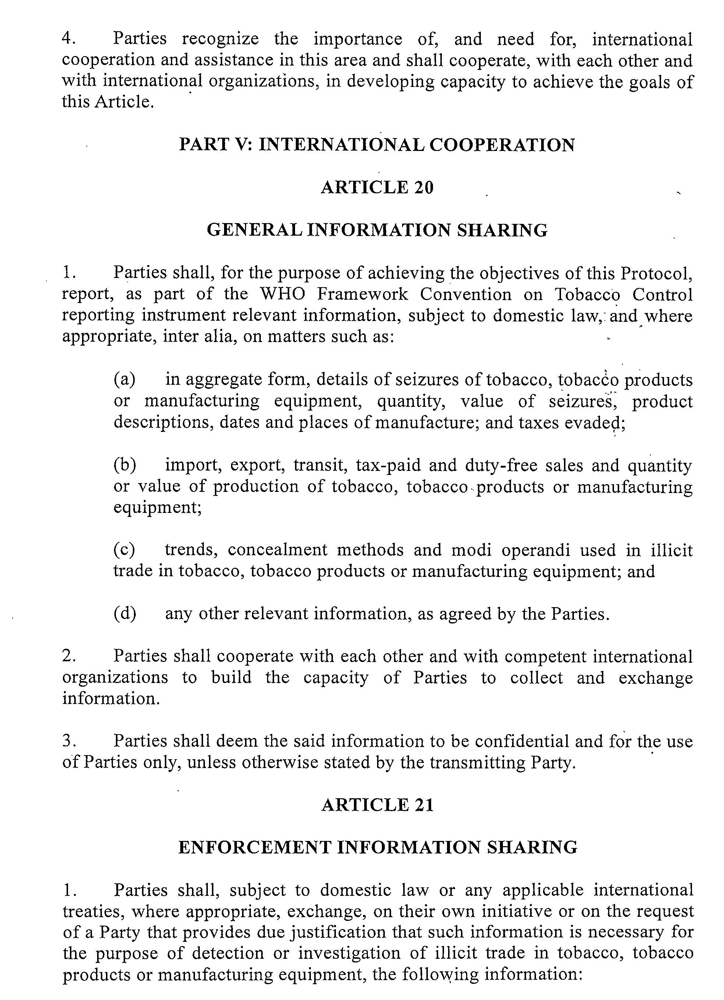 4. Parties recognize the importance of, and need for, international
cooperation and assistance in this area and shall cooperate, with each other and
with international organizations, in developing capacity to achieve the goals of
this Article.
PART V: INTERNATIONAL COOPERATION
ARTICLE 20
GENERAL INFORMATION SHARING
1. Parties shall, for the purpose of achieving the objectives of this Protocol,
report, as part of the WHO Framework Convention on Tobacco Control
reporting instrument relevant information, subject to domestic law, and where
appropriate, inter alia, on matters such as:
(a) in aggregate form, details of seizures of tobacco, tobacco products
or manufacturing equipment, quantity, value of seizures, product
descriptions, dates and places of manufacture; and taxes evaded;
(b) import, export, transit, tax-paid and duty-free sales and quantity
or value of production of tobacco, tobacco products or manufacturing
equipment;
(c) trends, concealment methods and modi operandi used in illicit
trade in tobacco, tobacco products or manufacturing equipment; and
(d) any other relevant information, as agreed by the Parties.
2. Parties shall cooperate with each other and with competent international
organizations to build the capacity of Parties to collect and exchange
information.
3. Parties shall deem the said information to be confidential and for the use
of Parties only, unless otherwise stated by the transmitting Party.
ARTICLE 21
ENFORCEMENT INFORMATION SHARING
1. Parties shall, subject to domestic law or any applicable international
treaties, where appropriate, exchange, on their own initiative or on the request
of a Party that provides due justification that such information is necessary for
the purpose of detection or investigation of illicit trade in tobacco, tobacco
products or manufacturing equipment, the following information: